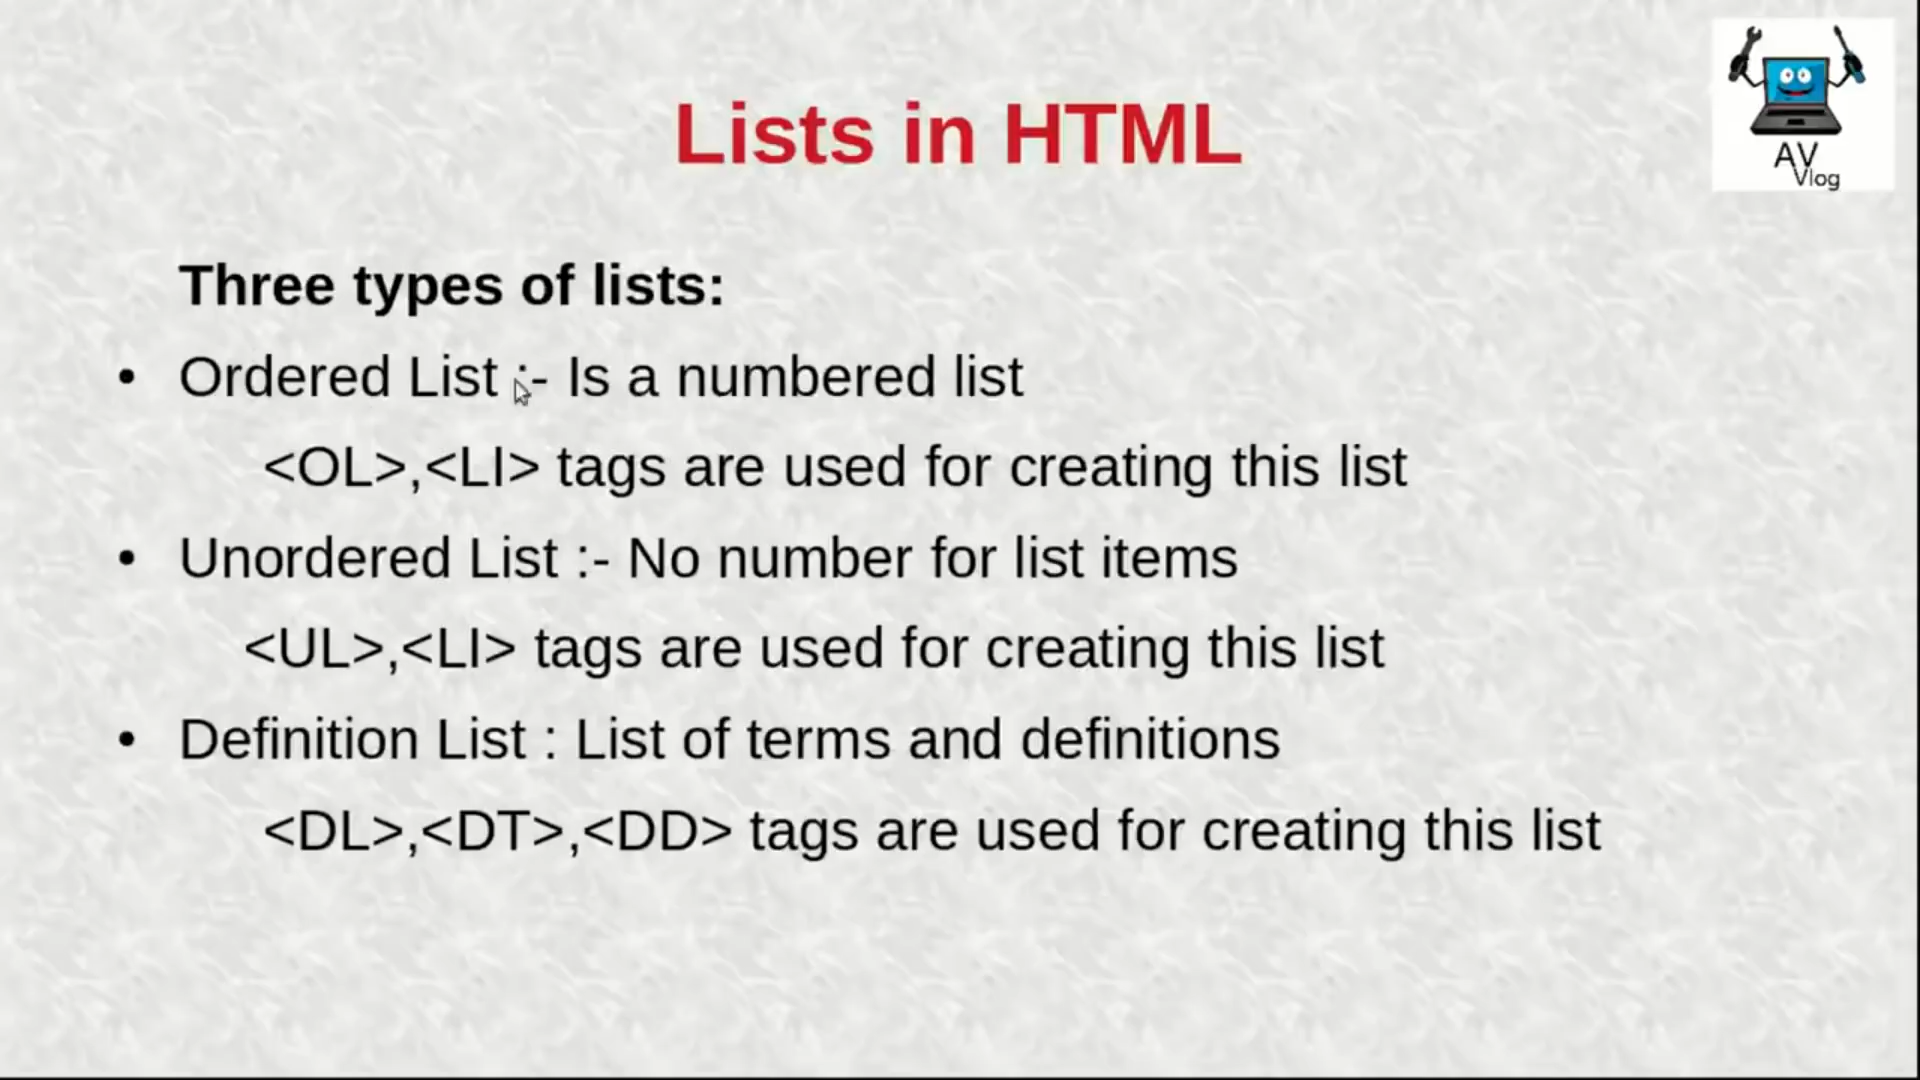 AV
Vlog
Lists in HTML
Three types of lists:
• Ordered List :- Is a numbered list
<OL>,<LI> tags are used for creating this list
• Unordered List :- No number for list items
<UL>,<LI> tags are used for creating this list
• Definition List : List of terms and definitions
<DL>,<DT>,<DD> tags are used for creating this list